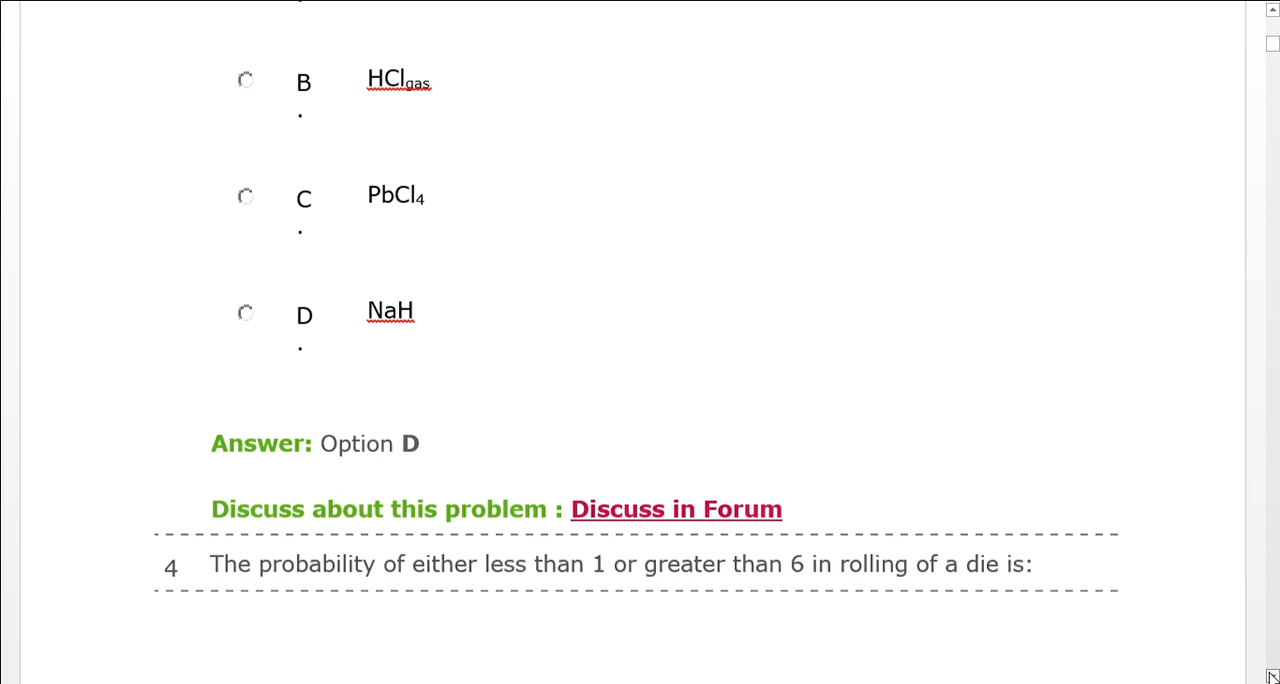 B HClgas
.
C PbCl4
.
D NaH
.
Answer: Option D
Discuss about this problem : Discuss in Forum
4 The probability of either less than 1 or greater than 6 in rolling of a die is: